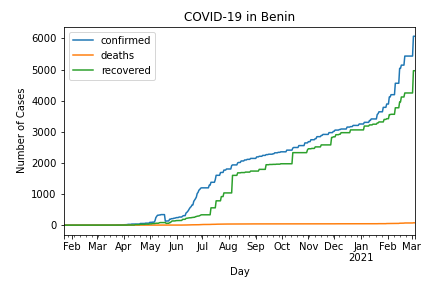 COVID-19 in Benin
confirmed
deaths
recovered
Number of Cases
6000
5000
4000
3000
2000
1000
0
Feb Mar Apr May Jun Jul Aug Sep Oct Nov Dec Jan Feb Mar
2021
Day